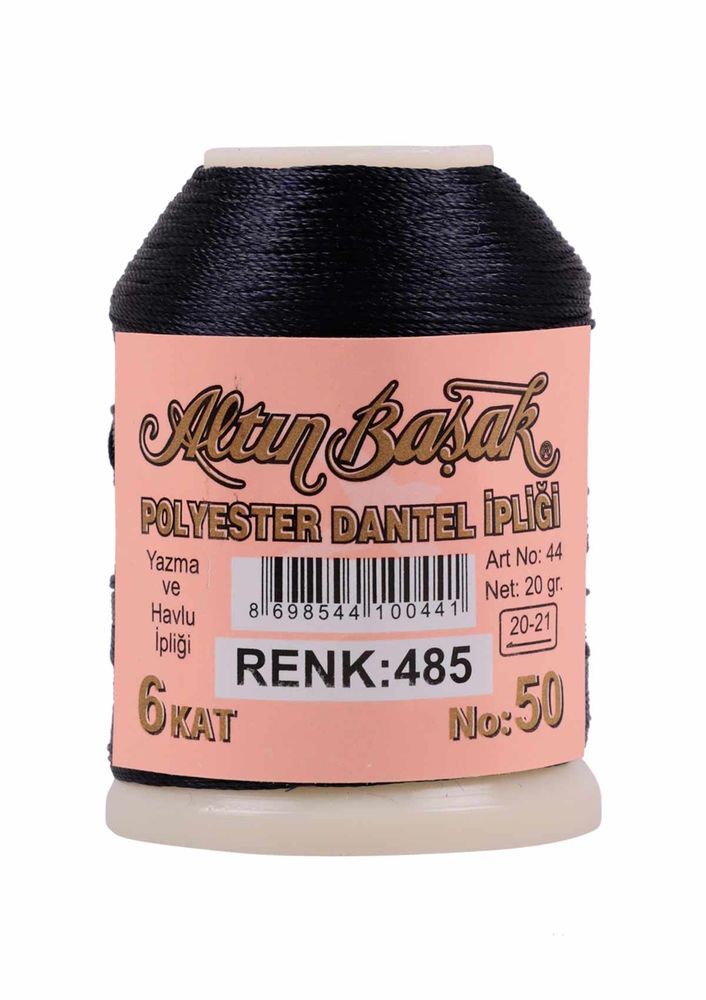 Altın Başak®
POLYESTER DANTEL İPLİĞİ
Yazma
ve
Havlu
İpliği
8 698544 100441
Art No: 44
Net: 20 gr.
20-21
RENK:485
6 KAT
No: 50